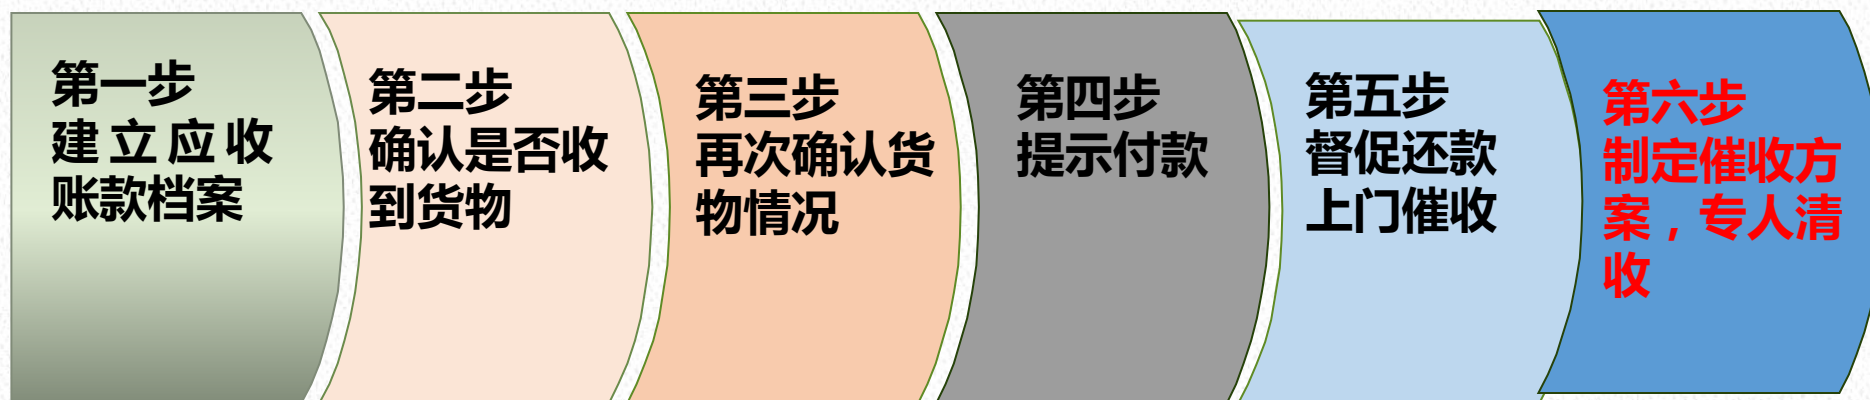 第一步
建立应收
账款档案
第二步
确认是否收
到货物
第三步
再次确认货
物情况
第四步
提示付款
第五步
督促还款
上门催收
第六步
制定催收方
案，专人清
收